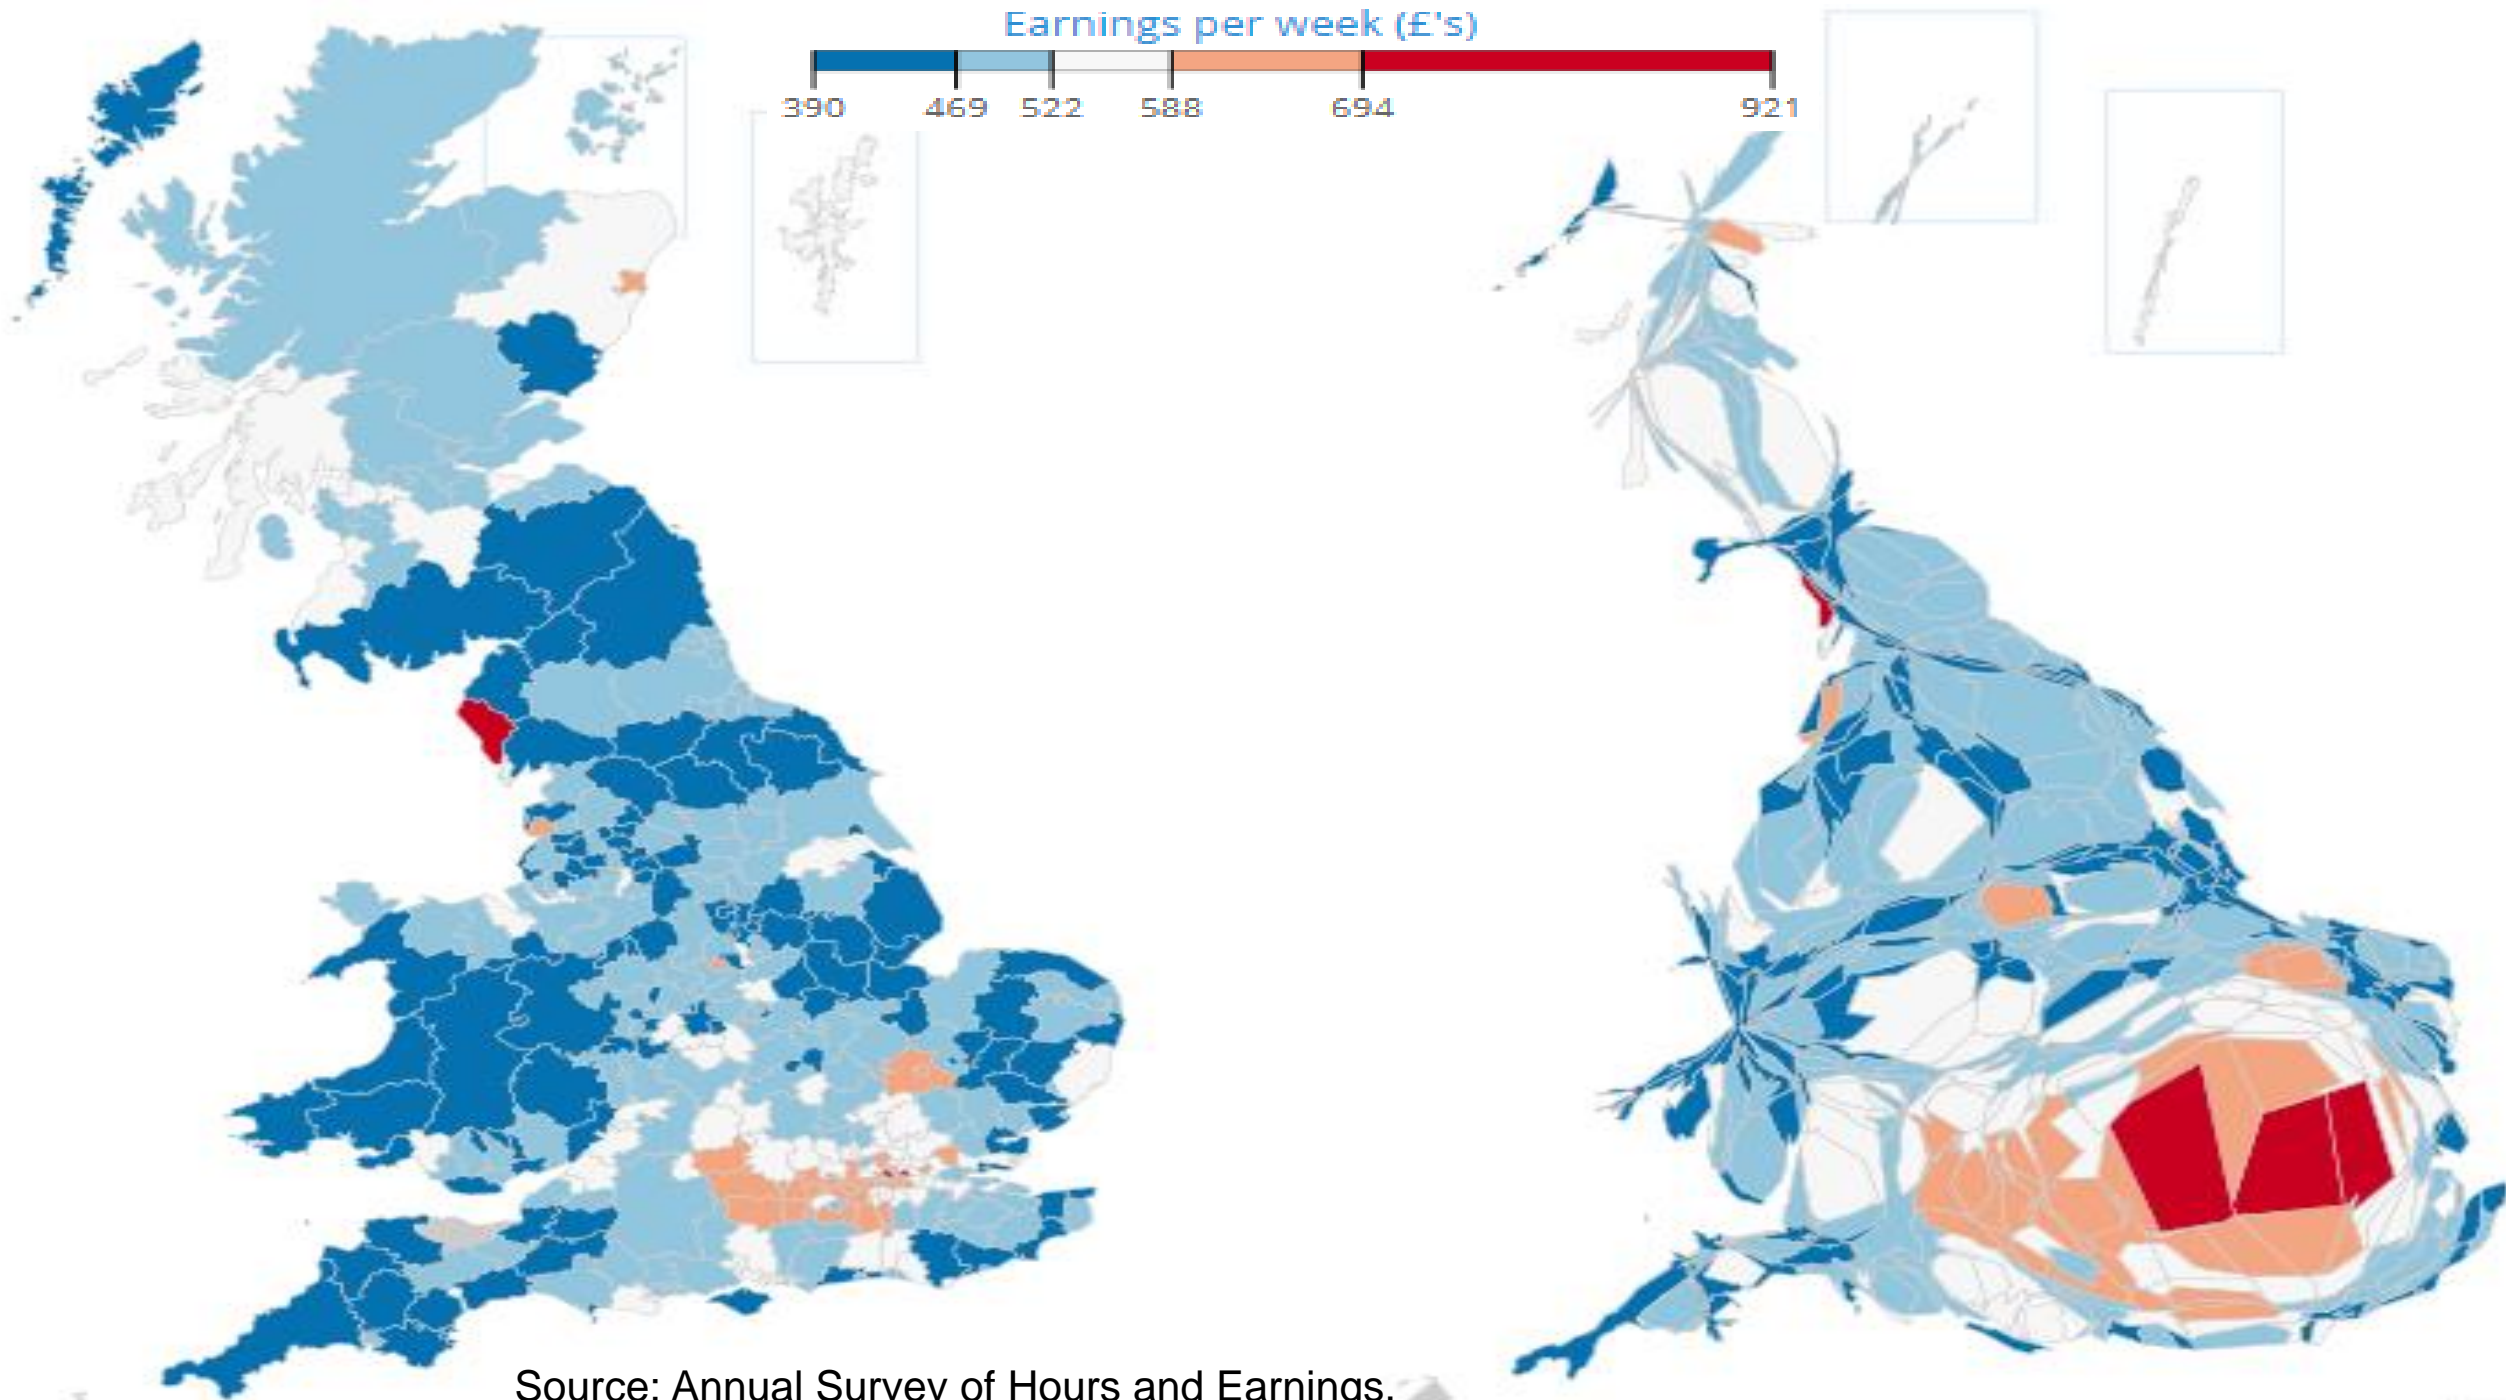 Earnings per week (£'s)
390 469 522 588 694 921
Source: Annual Survey of Hours and Earnings.